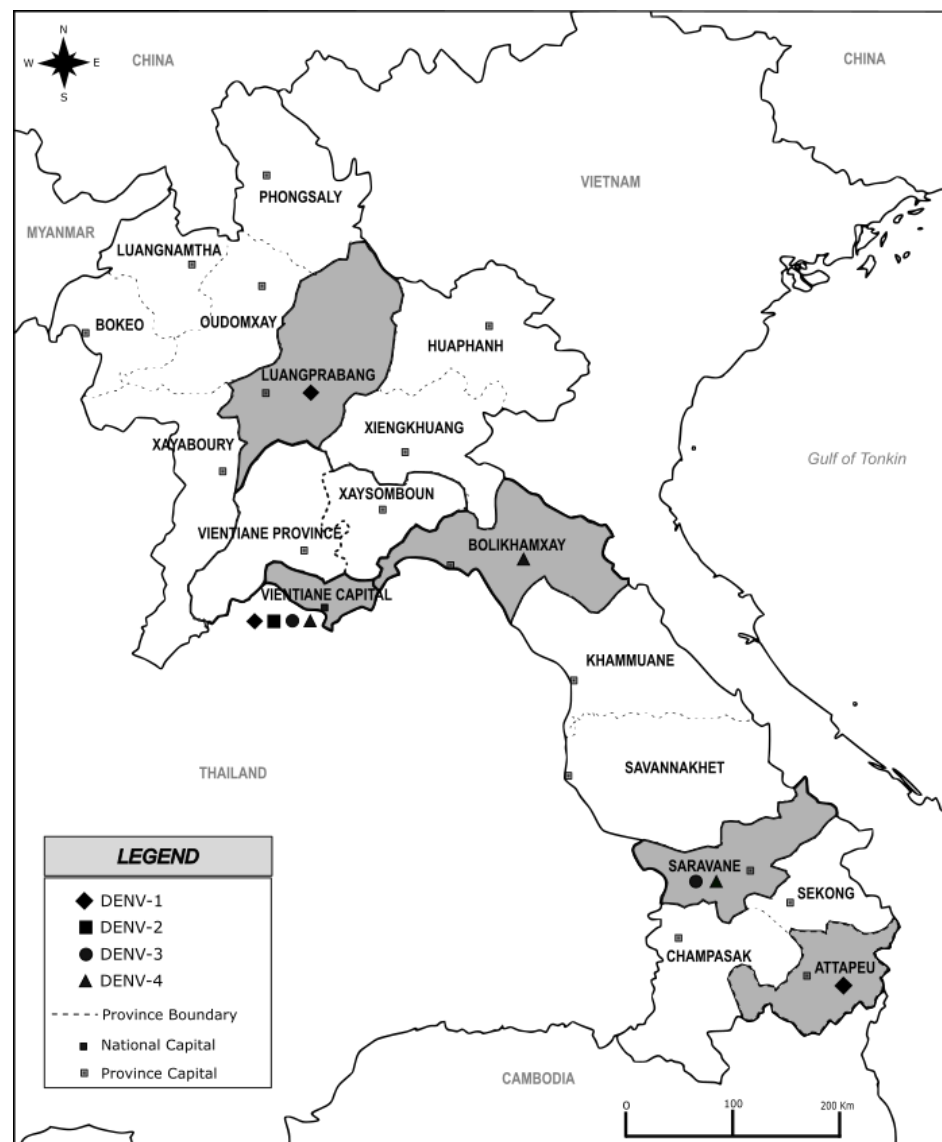 N
W E
S
CHINA
CHINA
VIETNAM
PHONGSALY
MYANMAR
LUANGNAMTHA
BOKEO
OUDOMXAY
HUAPHANH
LUANGPRABANG
XIENGKHUANG
XAYABOURY
Gulf of Tonkin
XAYSOMBOUN
VIENTIANE PROVINCE
BOLIKHAMXAY
VIENTIANE CAPITAL
KHAMMUANE
THAILAND
SAVANNAKHET
SARAVANE
SEKONG
CHAMPASAK
ATTAPEU
CAMBODIA
LEGEND
DENV-1
DENV-2
DENV-3
DENV-4
Province Boundary
National Capital
Province Capital
0 100 200 Km